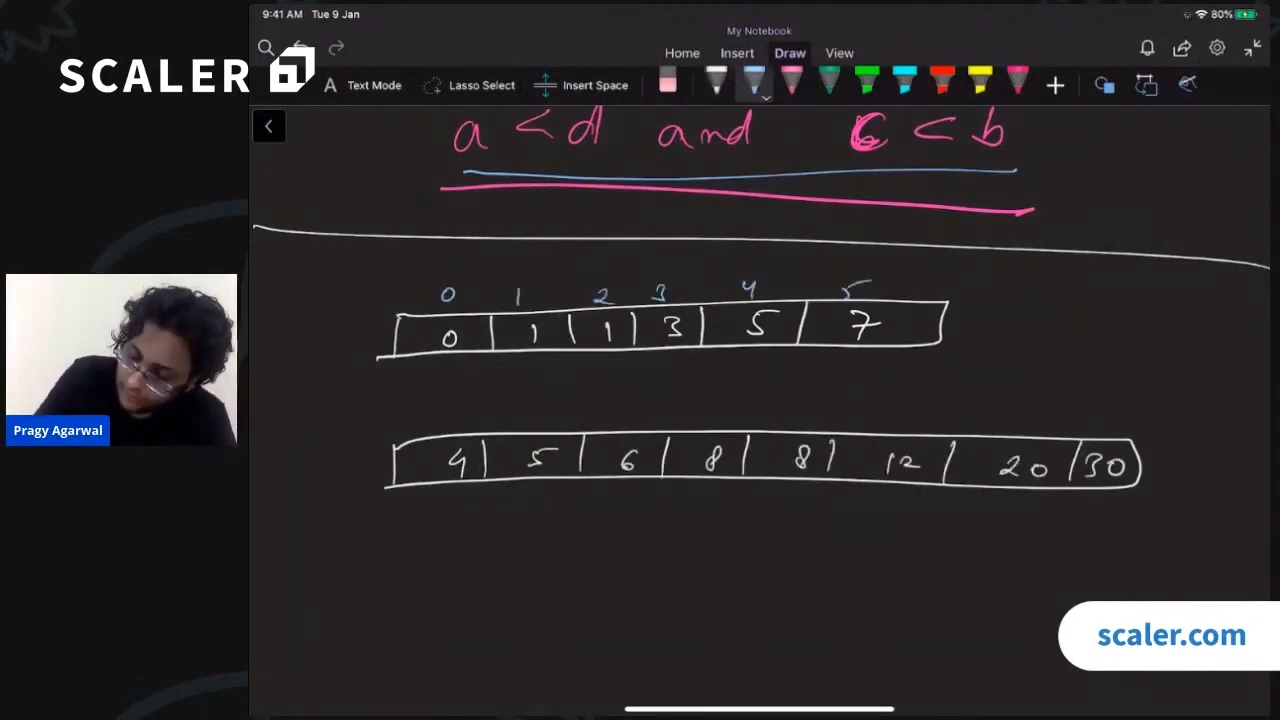 9:41 AM Tue 9 Jan
80%
My Notebook
SCALER
Home Insert Draw View
A Text Mode Lasso Select Insert Space
a < d and c < b
0 1 2 3 4 5
0 1 1 3 5 7
4 5 6 8 8 12 20 30
Pragy Agarwal
scaler.com